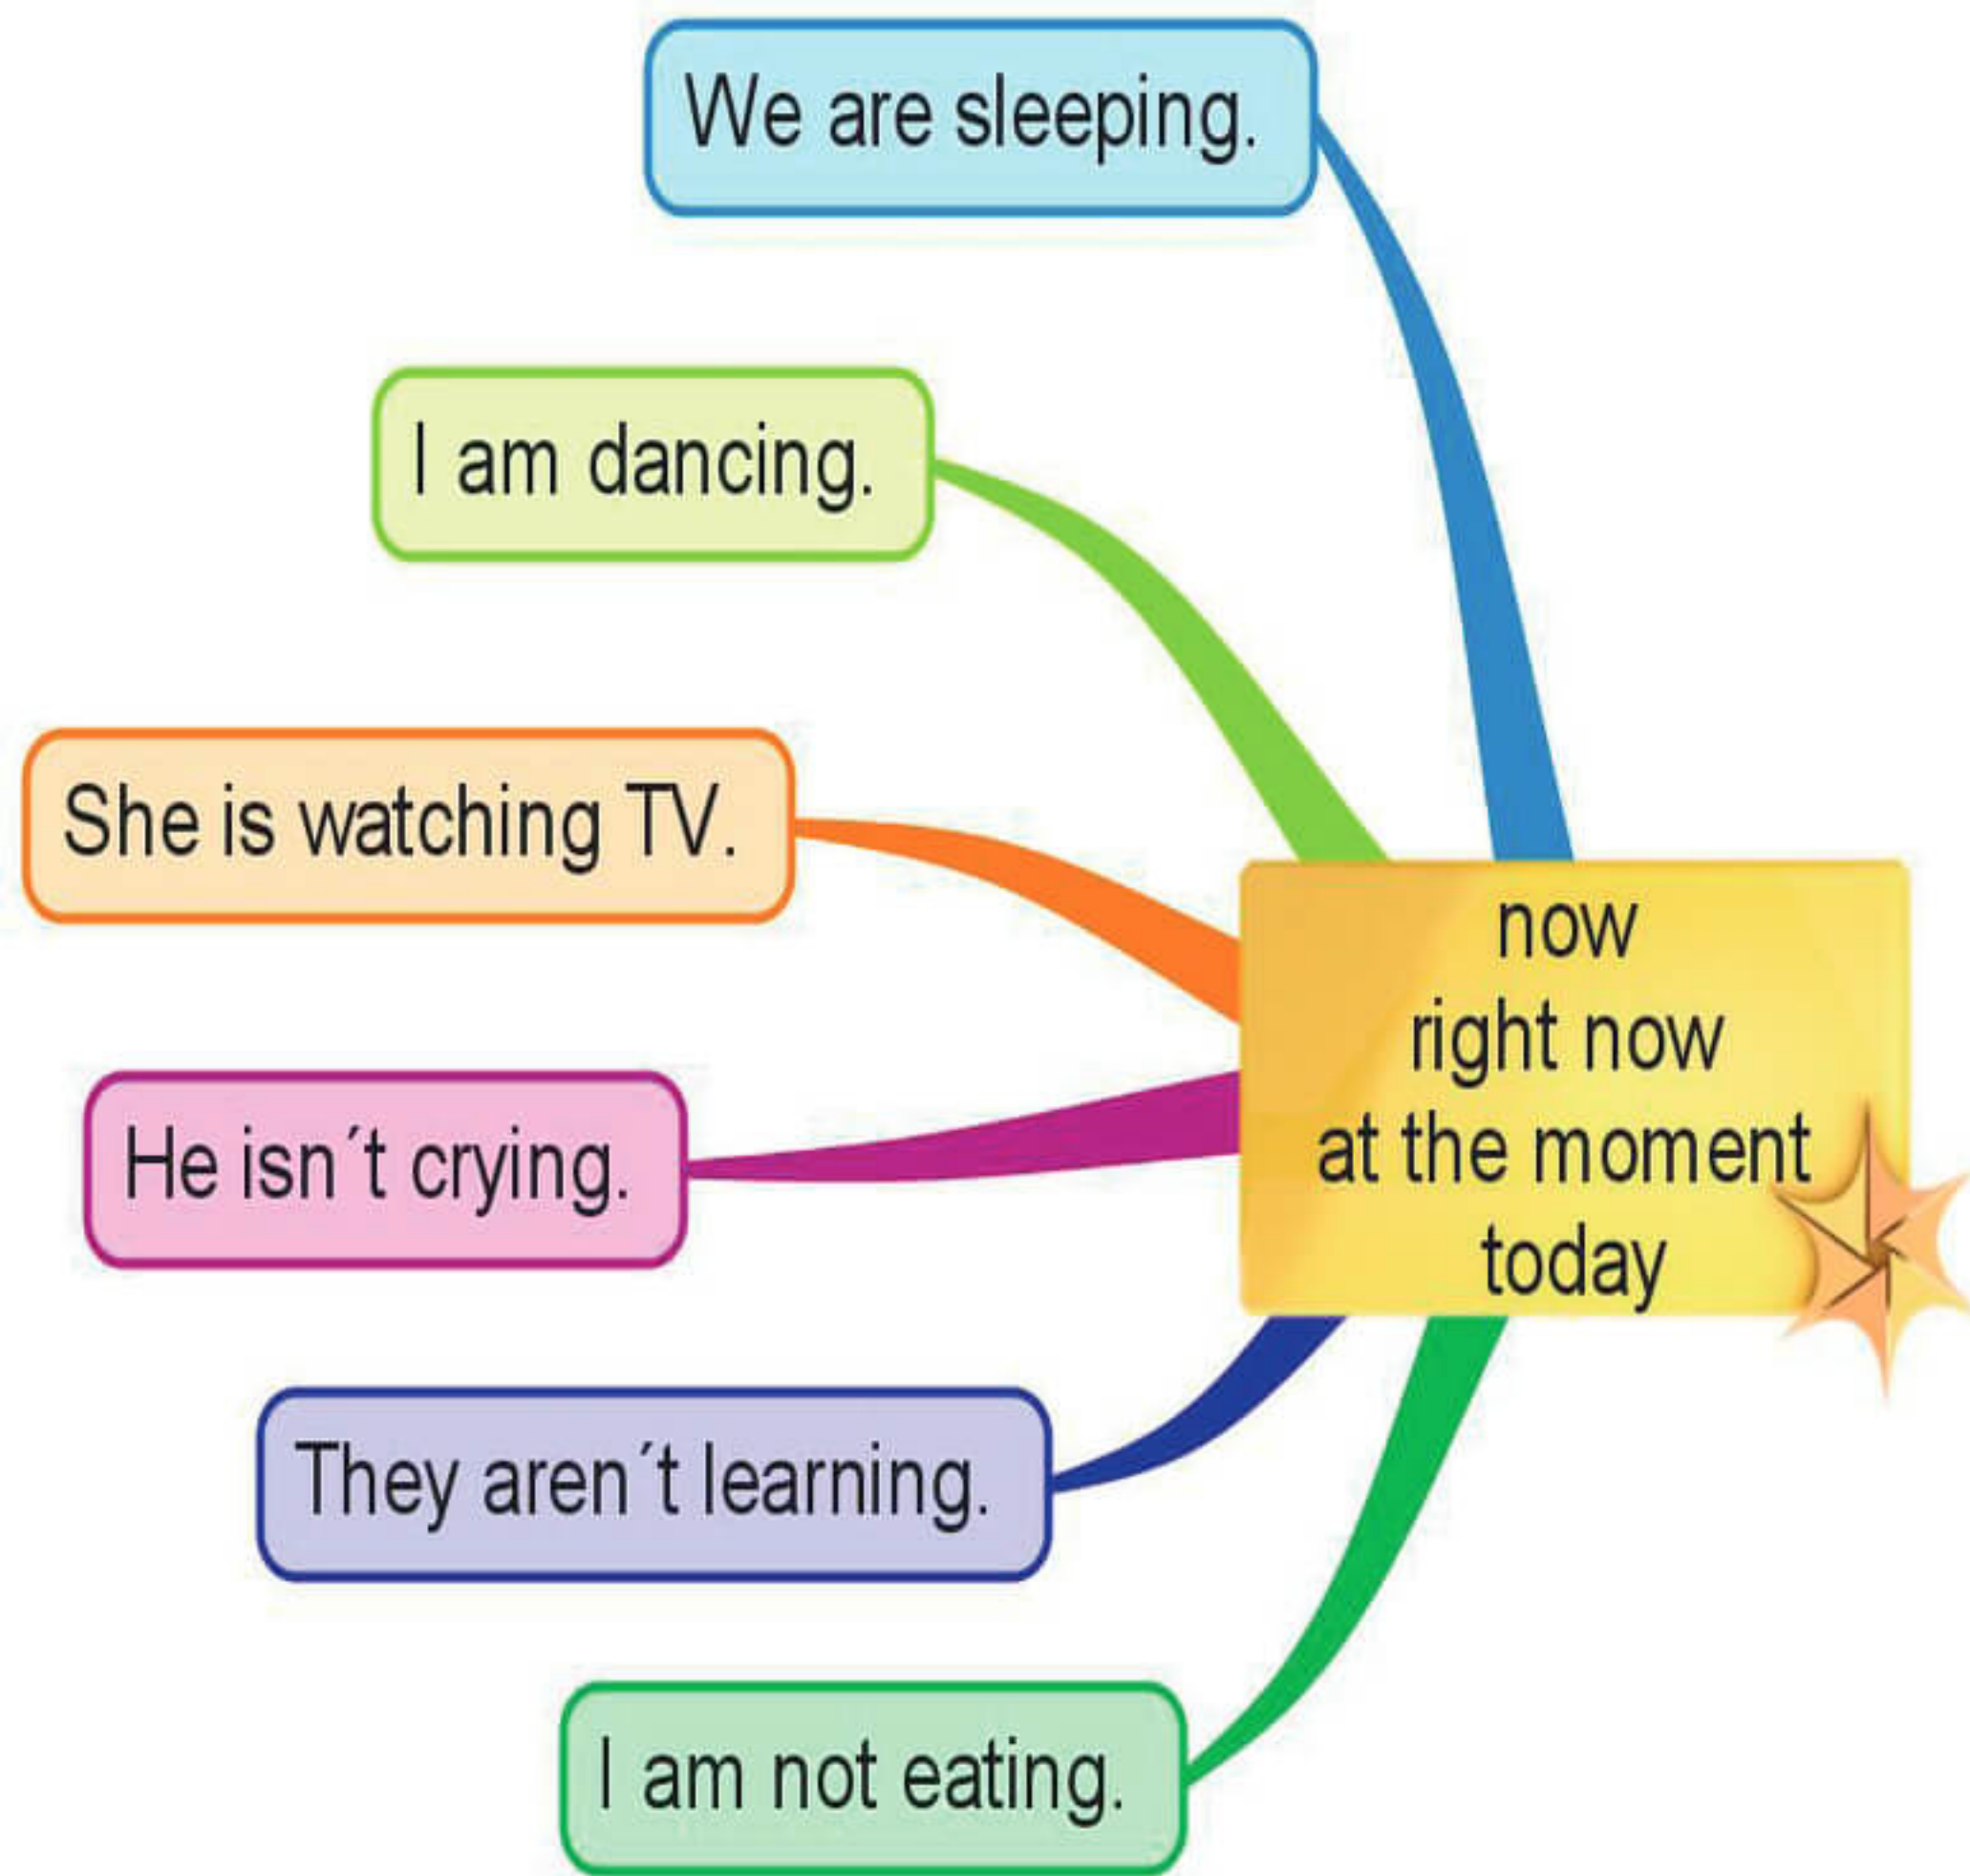 We are sleeping.
I am dancing.
She is watching TV.
He isn´t crying.
They aren´t learning.
I am not eating.
now
right now
at the moment
today